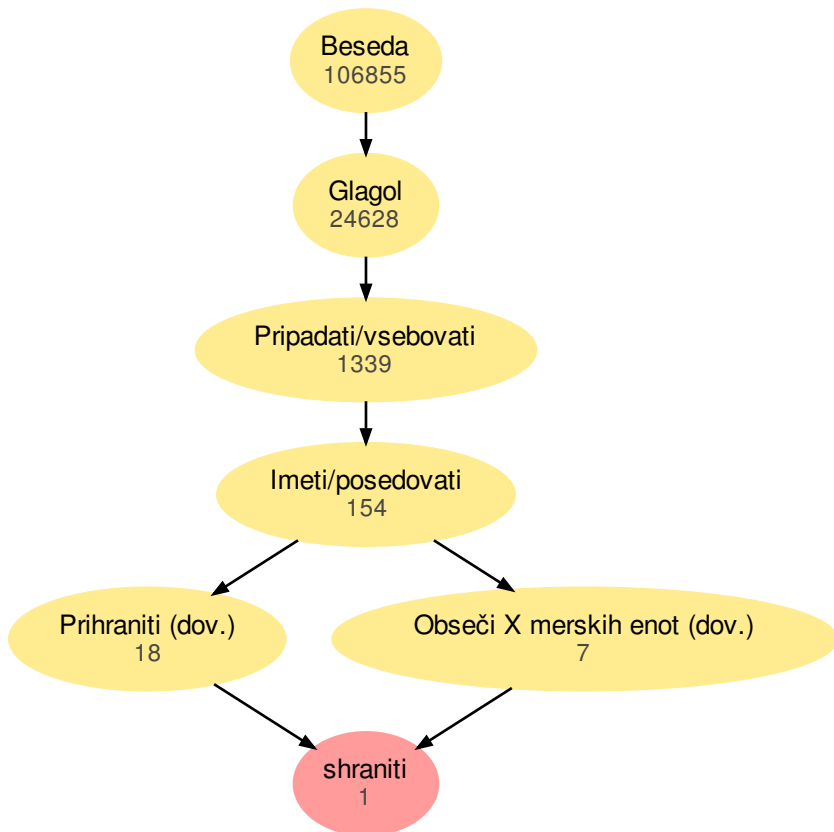 Beseda
106855
Glagol
24628
Pripadati/vsebovati
1339
Imeti/posedovati
154
Prihraniti (dov.)
18
Obseči X merskih enot (dov.)
7
shraniti
1